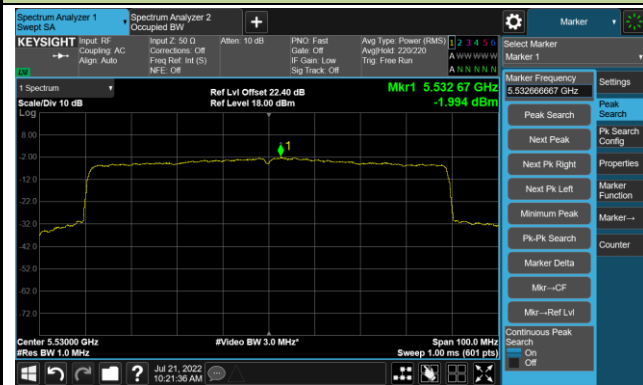 Spectrum Analyzer 1
Swept SA
Spectrum Analyzer 2
Occupied BW
+
Marker
KEYSIGHT
Input: RF
Coupling: AC
Align: Auto
Input Z: 50 Ω
Corrections: Off
Freq Ref: Int (S)
NFE: Off
Atten: 10 dB
PNO: Fast
Gate: Off
IF Gain: Low
Sig Track: Off
Avg Type: Power (RMS)
Avg|Hold: 220/220
Trig: Free Run
1 2 3 4 5 6
A W W W W W
A N N N N N
LXI
Select Marker
Marker 1
1 Spectrum
Scale/Div 10 dB
Log
Ref Lvl Offset 22.40 dB
Ref Level 18.00 dBm
Mkr1 5.532 67 GHz
-1.994 dBm
1
8.00
-2.00
-12.0
-22.0
-32.0
-42.0
-52.0
-62.0
-72.0
Center 5.53000 GHz
#Res BW 1.0 MHz
#Video BW 3.0 MHz*
Span 100.0 MHz
Sweep 1.00 ms (601 pts)
Marker Frequency
5.532666667 GHz
Peak Search
Next Peak
Next Pk Right
Next Pk Left
Minimum Peak
Pk-Pk Search
Marker Delta
Mkr→CF
Mkr→Ref Lvl
Continuous Peak
Search
On
Off
Settings
Peak
Search
Pk Search
Config
Properties
Marker
Function
Marker→
Counter
?
Jul 21, 2022
10:21:36 AM